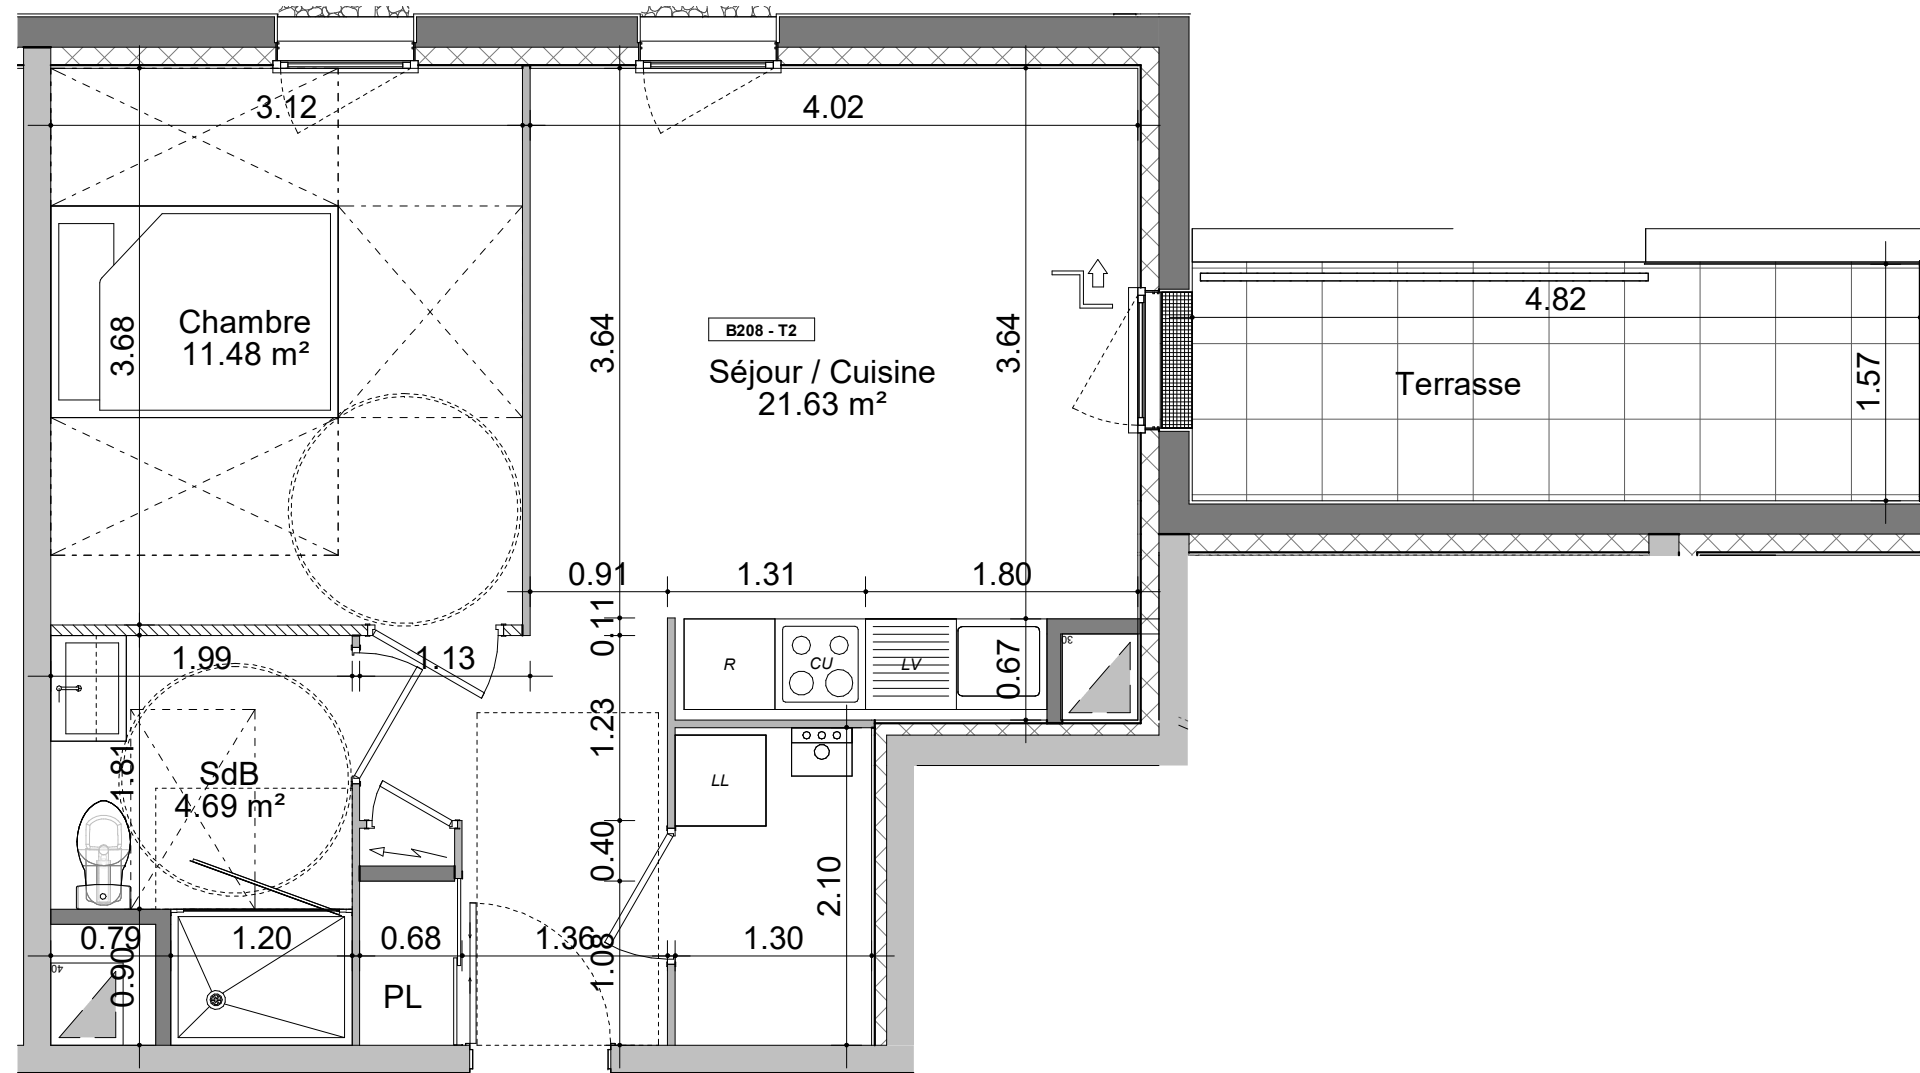 3.12
4.02
4.82
Chambre
11.48 m²
3.68
3.64
B208 - T2
Séjour / Cuisine
21.63 m²
3.64
Terrasse
1.57
0.91
1.31
1.80
0.11
1.99
1.13
R
CU
LV
0.67
30
1.23
1.81
SdB
4.69 m²
LL
0.40
2.10
0.79
1.20
0.68
1.36
1.08
1.30
0.90
40
PL